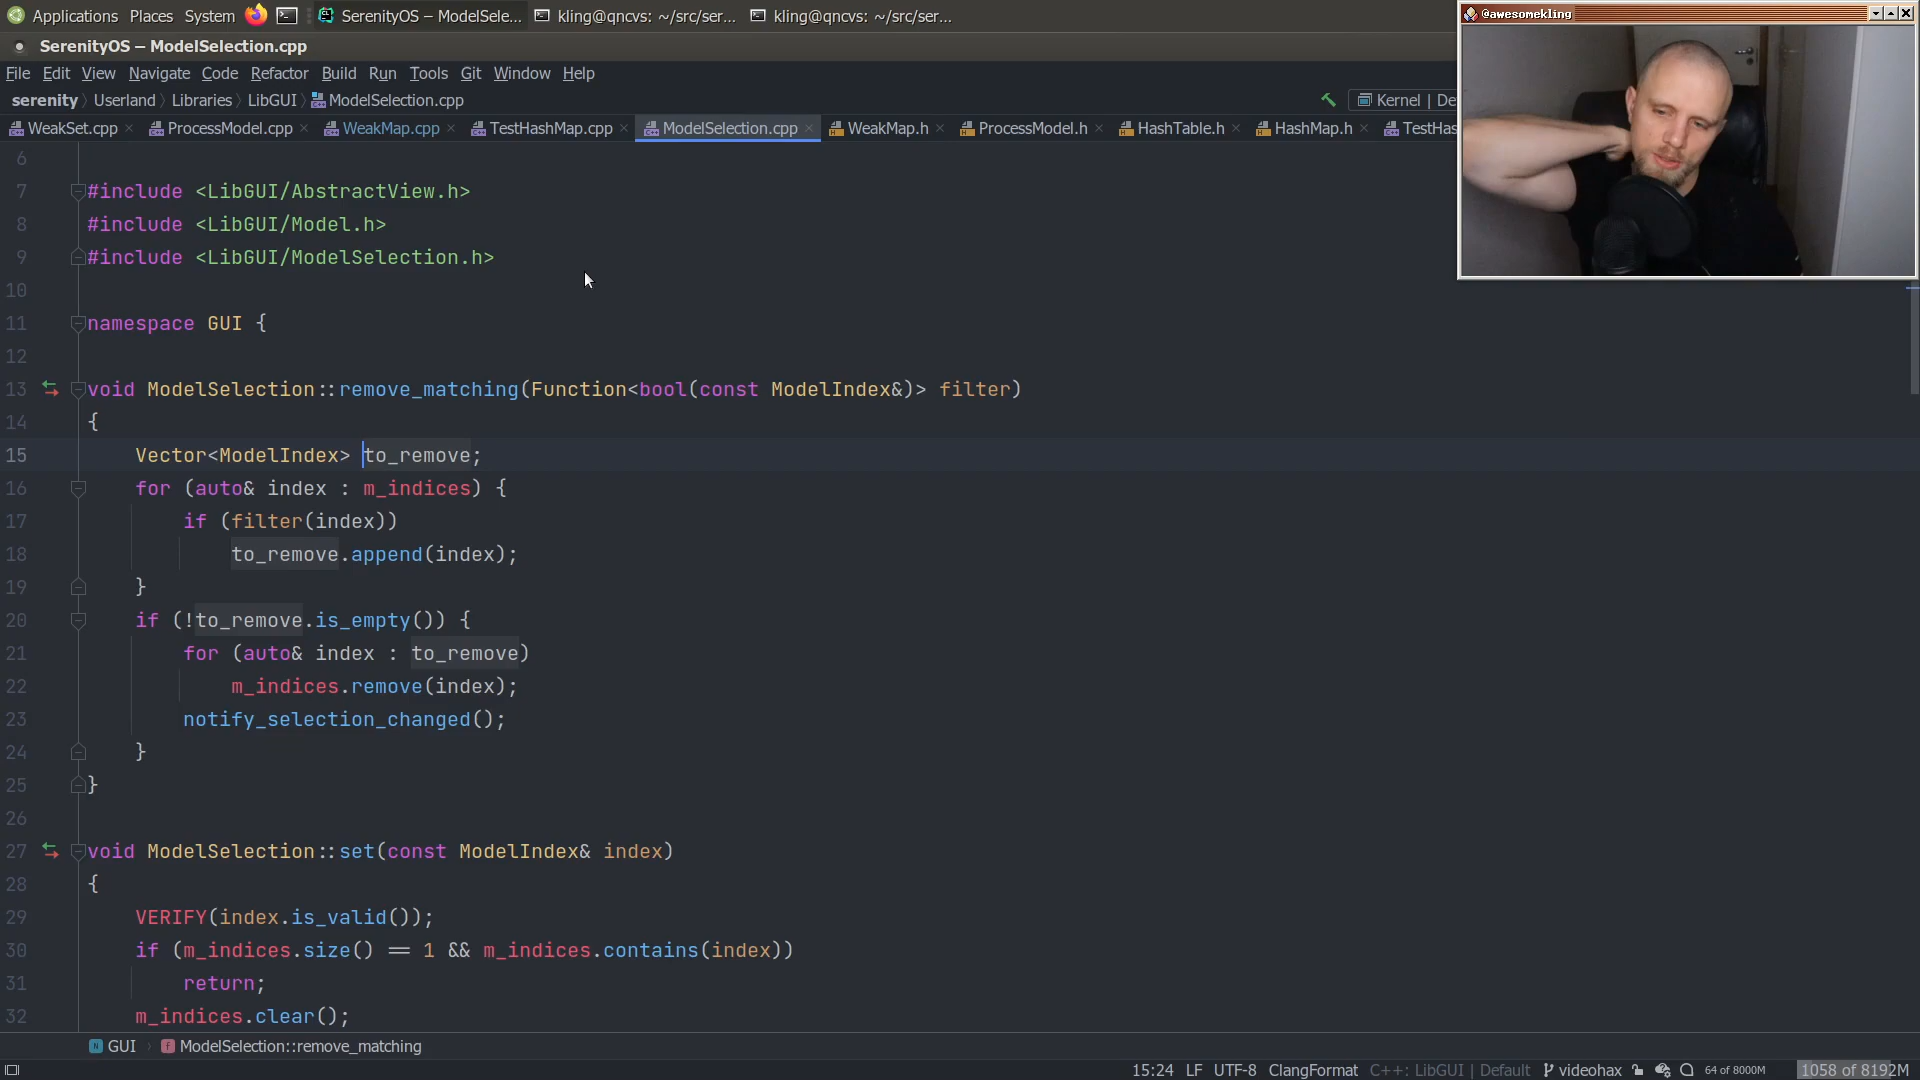 Applications Places System SerenityOS – ModelSele... kling@qncvs: ~/src/ser... kling@qncvs: ~/src/ser...
@awesomekling
SerenityOS – ModelSelection.cpp
File Edit View Navigate Code Refactor Build Run Tools Git Window Help
serenity Userland Libraries LibGUI ModelSelection.cpp Kernel | De
WeakSet.cpp ProcessModel.cpp WeakMap.cpp TestHashMap.cpp ModelSelection.cpp WeakMap.h ProcessModel.h HashTable.h HashMap.h TestHas
6
7 #include <LibGUI/AbstractView.h>
8 #include <LibGUI/Model.h>
9 #include <LibGUI/ModelSelection.h>
10
11 namespace GUI {
12
13 void ModelSelection::remove_matching(Function<bool(const ModelIndex&)> filter)
14 {
15 Vector<ModelIndex> to_remove;
16 for (auto& index : m_indices) {
17 if (filter(index))
18 to_remove.append(index);
19 }
20 if (!to_remove.is_empty()) {
21 for (auto& index : to_remove)
22 m_indices.remove(index);
23 notify_selection_changed();
24 }
25 }
26
27 void ModelSelection::set(const ModelIndex& index)
28 {
29 VERIFY(index.is_valid());
30 if (m_indices.size() == 1 && m_indices.contains(index))
31 return;
32 m_indices.clear();
GUI ModelSelection::remove_matching
15:24 LF UTF-8 ClangFormat C++: LibGUI | Default videohax 64 of 8000M 1058 of 8192M